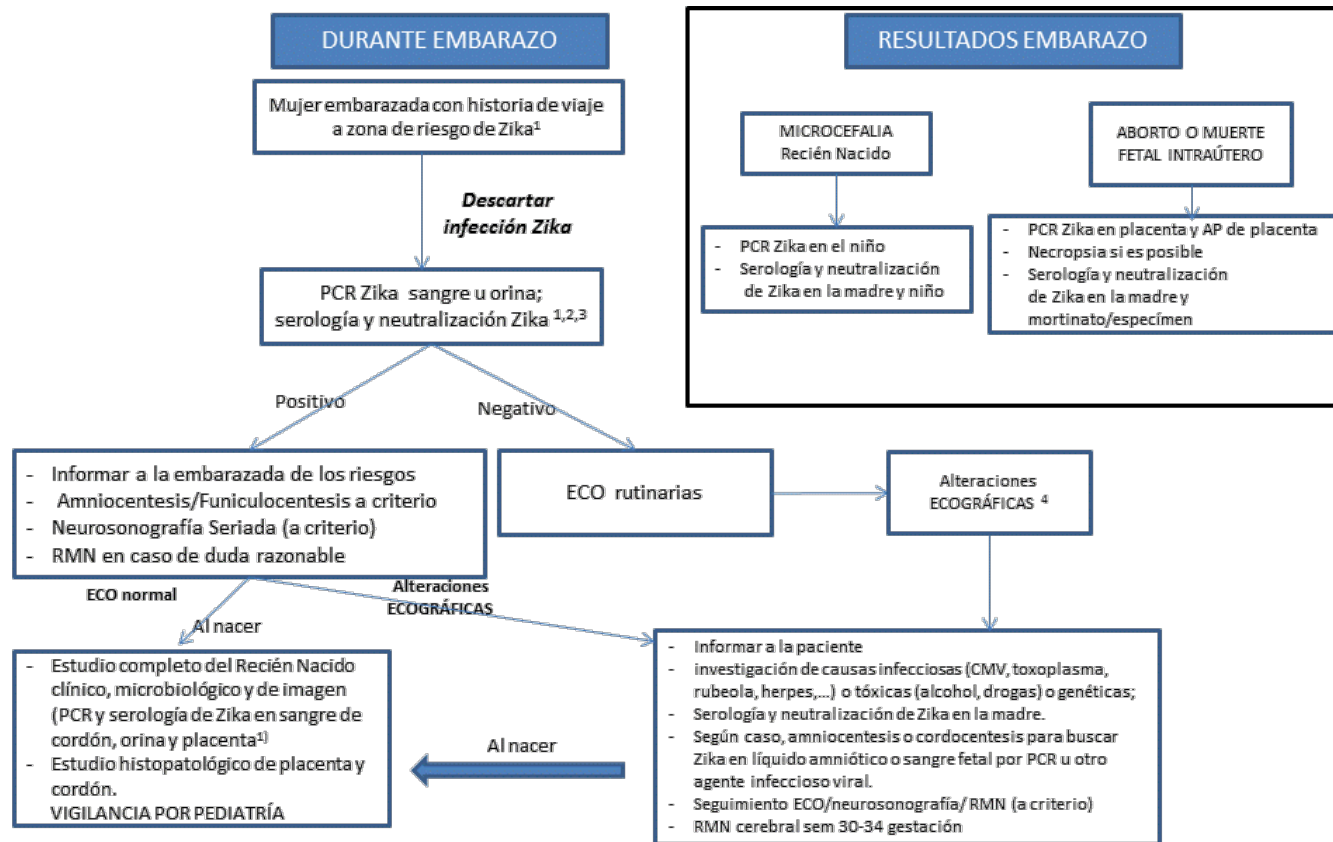 DURANTE EMBARAZO
Mujer embarazada con historia de viaje
a zona de riesgo de Zika1
Descartar
infección Zika
PCR Zika sangre u orina;
serología y neutralización Zika 1,2,3
Positivo
Negativo
- Informar a la embarazada de los riesgos
- Amniocentesis/Funiculocentesis a criterio
- Neurosonografía Seriada (a criterio)
- RMN en caso de duda razonable
ECO rutinarias
Alteraciones
ECOGRÁFICAS 4
ECO normal
Alteraciones
ECOGRÁFICAS
Al nacer
- Estudio completo del Recién Nacido
clínico, microbiológico y de imagen
(PCR y serología de Zika en sangre de
cordón, orina y placenta1)
- Estudio histopatológico de placenta y
cordón.
VIGILANCIA POR PEDIATRÍA
Al nacer
- Informar a la paciente
- investigación de causas infecciosas (CMV, toxoplasma,
rubeola, herpes,...) o tóxicas (alcohol, drogas) o genéticas;
- Serología y neutralización de Zika en la madre.
- Según caso, amniocentesis o cordocentesis para buscar
Zika en líquido amniótico o sangre fetal por PCR u otro
agente infeccioso viral.
- Seguimiento ECO/neurosonografía/ RMN (a criterio)
- RMN cerebral sem 30-34 gestación
RESULTADOS EMBARAZO
MICROCEFALIA
Recién Nacido
- PCR Zika en el niño
- Serología y neutralización
de Zika en la madre y niño
ABORTO O MUERTE
FETAL INTRAÚTERO
- PCR Zika en placenta y AP de placenta
- Necropsia si es posible
- Serología y neutralización
de Zika en la madre y
mortinato/especímen